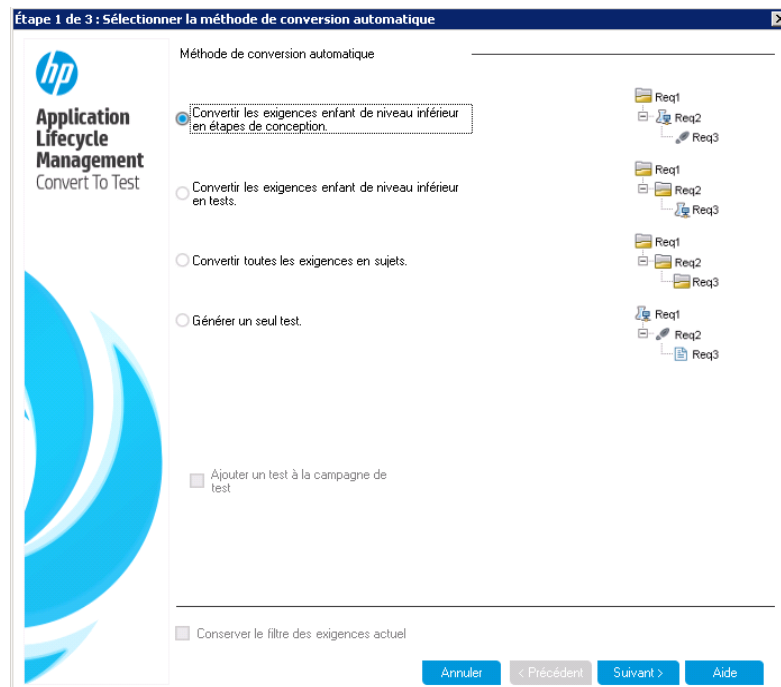 Étape 1 de 3 : Sélectionner la méthode de conversion automatique
hp
Application
Lifecycle
Management
Convert To Test
Méthode de conversion automatique
Convertir les exigences enfant de niveau inférieur
en étapes de conception.
Req1
Req2
Req3
Convertir les exigences enfant de niveau inférieur
en tests.
Req1
Req2
Req3
Convertir toutes les exigences en sujets.
Req1
Req2
Req3
Générer un seul test.
Req1
Req2
Req3
Ajouter un test à la campagne de
test
Conserver le filtre des exigences actuel
Annuler
< Précédent
Suivant >
Aide